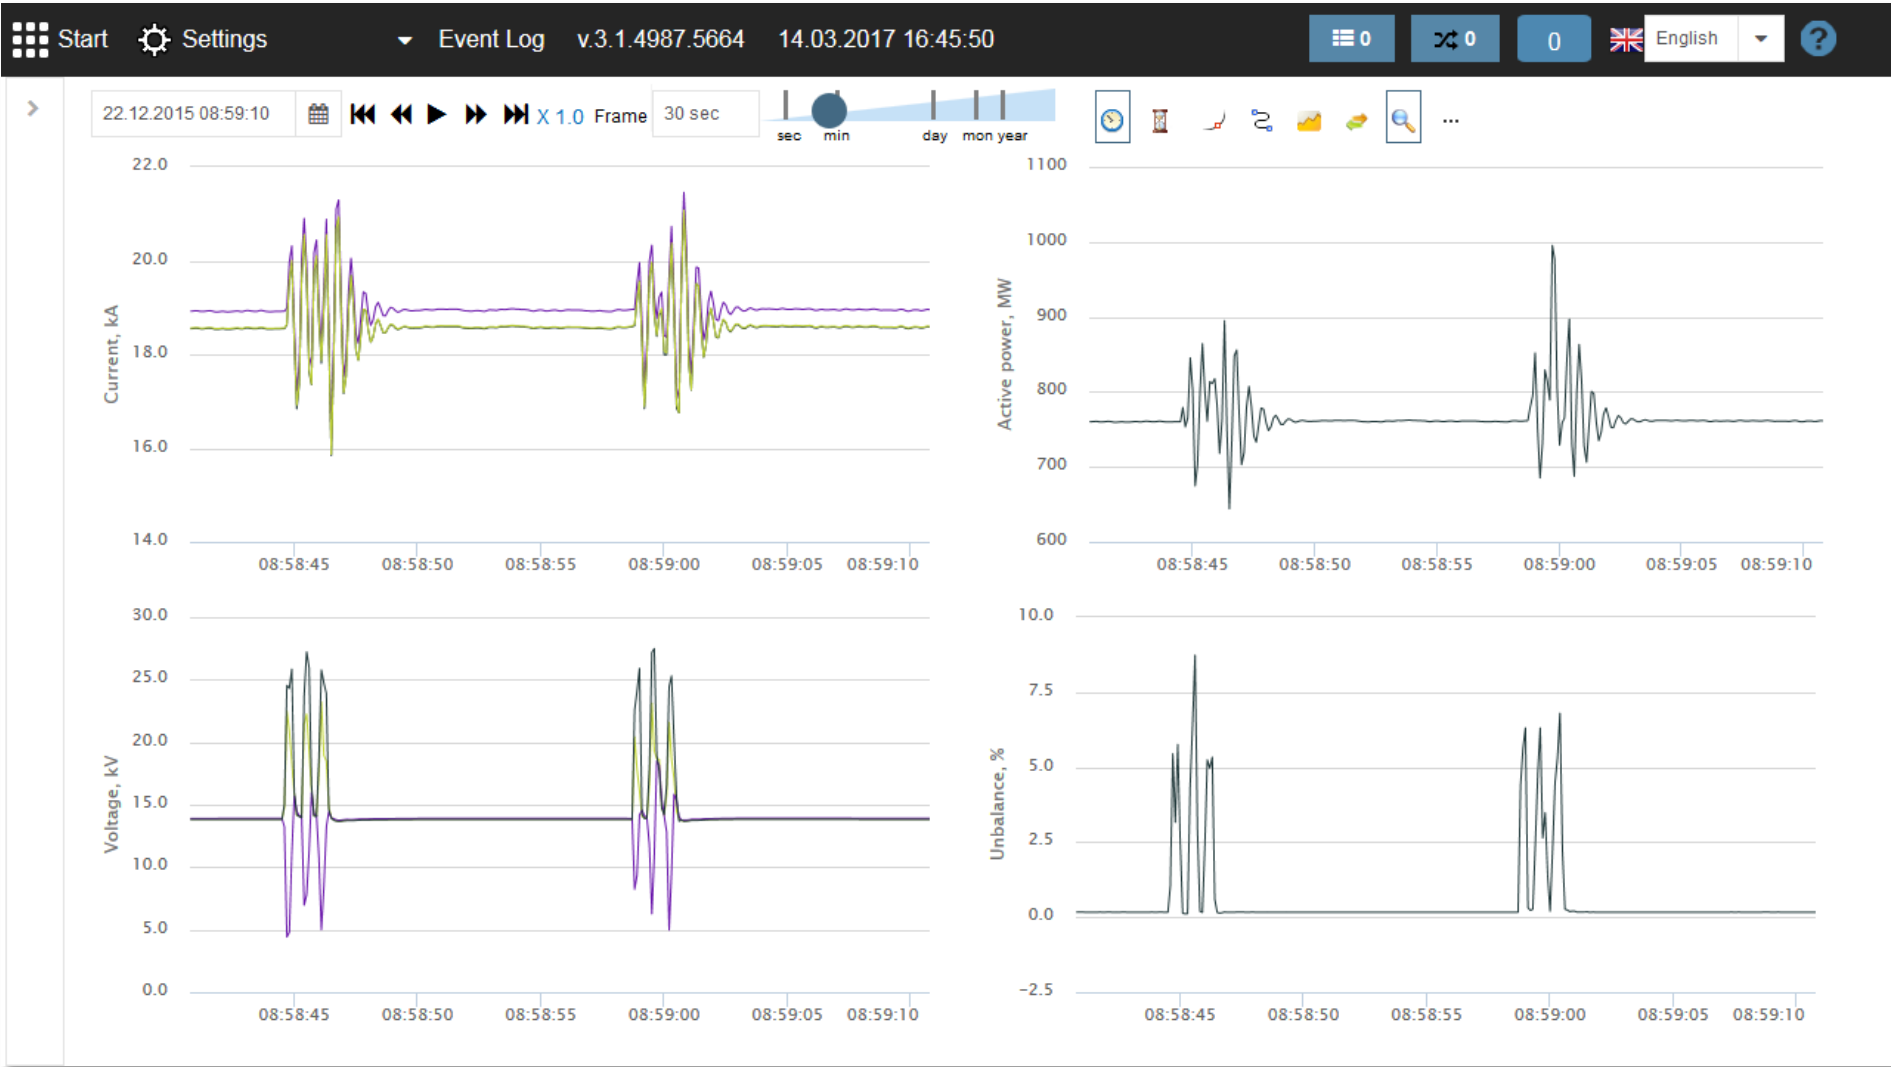 Start Settings Event Log v.3.1.4987.5664 14.03.2017 16:45:50 0 0 0 English ?
22.12.2015 08:59:10 X 1.0 Frame 30 sec sec min day mon year ...
Current, kA
22.0
20.0
18.0
16.0
14.0
08:58:45 08:58:50 08:58:55 08:59:00 08:59:05 08:59:10
Active power, MW
1100
1000
900
800
700
600
08:58:45 08:58:50 08:58:55 08:59:00 08:59:05 08:59:10
Voltage, kV
30.0
25.0
20.0
15.0
10.0
5.0
0.0
08:58:45 08:58:50 08:58:55 08:59:00 08:59:05 08:59:10
Unbalance, %
10.0
7.5
5.0
2.5
0.0
−2.5
08:58:45 08:58:50 08:58:55 08:59:00 08:59:05 08:59:10